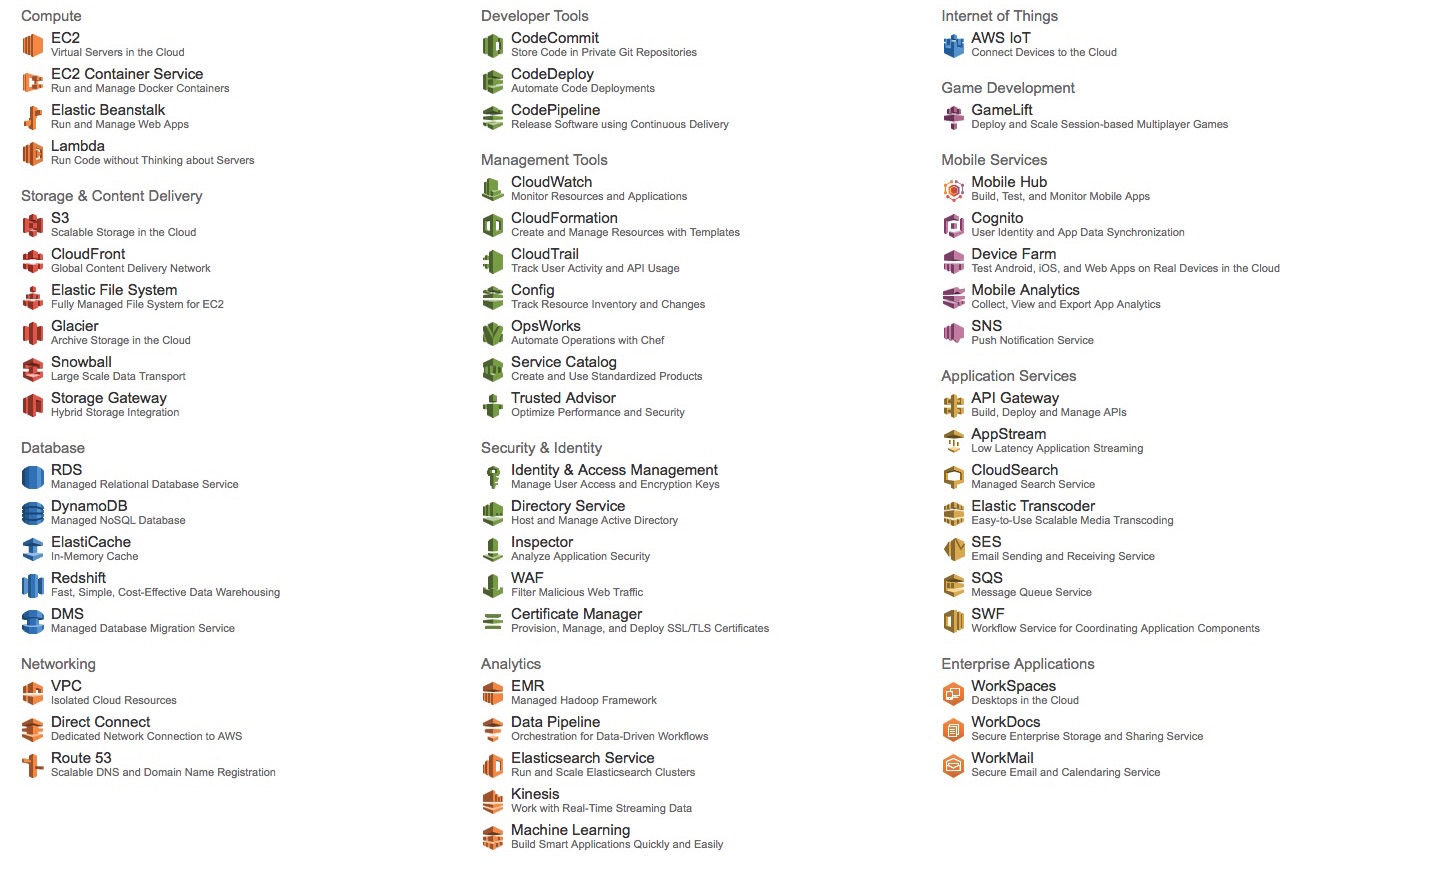 Compute
EC2
Virtual Servers in the Cloud
EC2 Container Service
Run and Manage Docker Containers
Elastic Beanstalk
Run and Manage Web Apps
Lambda
Run Code without Thinking about Servers
Storage & Content Delivery
S3
Scalable Storage in the Cloud
CloudFront
Global Content Delivery Network
Elastic File System
Fully Managed File System for EC2
Glacier
Archive Storage in the Cloud
Snowball
Large Scale Data Transport
Storage Gateway
Hybrid Storage Integration
Database
RDS
Managed Relational Database Service
DynamoDB
Managed NoSQL Database
ElastiCache
In-Memory Cache
Redshift
Fast, Simple, Cost-Effective Data Warehousing
DMS
Managed Database Migration Service
Networking
VPC
Isolated Cloud Resources
Direct Connect
Dedicated Network Connection to AWS
Route 53
Scalable DNS and Domain Name Registration
Developer Tools
CodeCommit
Store Code in Private Git Repositories
CodeDeploy
Automate Code Deployments
CodePipeline
Release Software using Continuous Delivery
Management Tools
CloudWatch
Monitor Resources and Applications
CloudFormation
Create and Manage Resources with Templates
CloudTrail
Track User Activity and API Usage
Config
Track Resource Inventory and Changes
OpsWorks
Automate Operations with Chef
Service Catalog
Create and Use Standardized Products
Trusted Advisor
Optimize Performance and Security
Security & Identity
Identity & Access Management
Manage User Access and Encryption Keys
Directory Service
Host and Manage Active Directory
Inspector
Analyze Application Security
WAF
Filter Malicious Web Traffic
Certificate Manager
Provision, Manage, and Deploy SSL/TLS Certificates
Analytics
EMR
Managed Hadoop Framework
Data Pipeline
Orchestration for Data-Driven Workflows
Elasticsearch Service
Run and Scale Elasticsearch Clusters
Kinesis
Work with Real-Time Streaming Data
Machine Learning
Build Smart Applications Quickly and Easily
Internet of Things
AWS IoT
Connect Devices to the Cloud
Game Development
GameLift
Deploy and Scale Session-based Multiplayer Games
Mobile Services
Mobile Hub
Build, Test, and Monitor Mobile Apps
Cognito
User Identity and App Data Synchronization
Device Farm
Test Android, iOS, and Web Apps on Real Devices in the Cloud
Mobile Analytics
Collect, View and Export App Analytics
SNS
Push Notification Service
Application Services
API Gateway
Build, Deploy and Manage APIs
AppStream
Low Latency Application Streaming
CloudSearch
Managed Search Service
Elastic Transcoder
Easy-to-Use Scalable Media Transcoding
SES
Email Sending and Receiving Service
SQS
Message Queue Service
SWF
Workflow Service for Coordinating Application Components
Enterprise Applications
WorkSpaces
Desktops in the Cloud
WorkDocs
Secure Enterprise Storage and Sharing Service
WorkMail
Secure Email and Calendaring Service